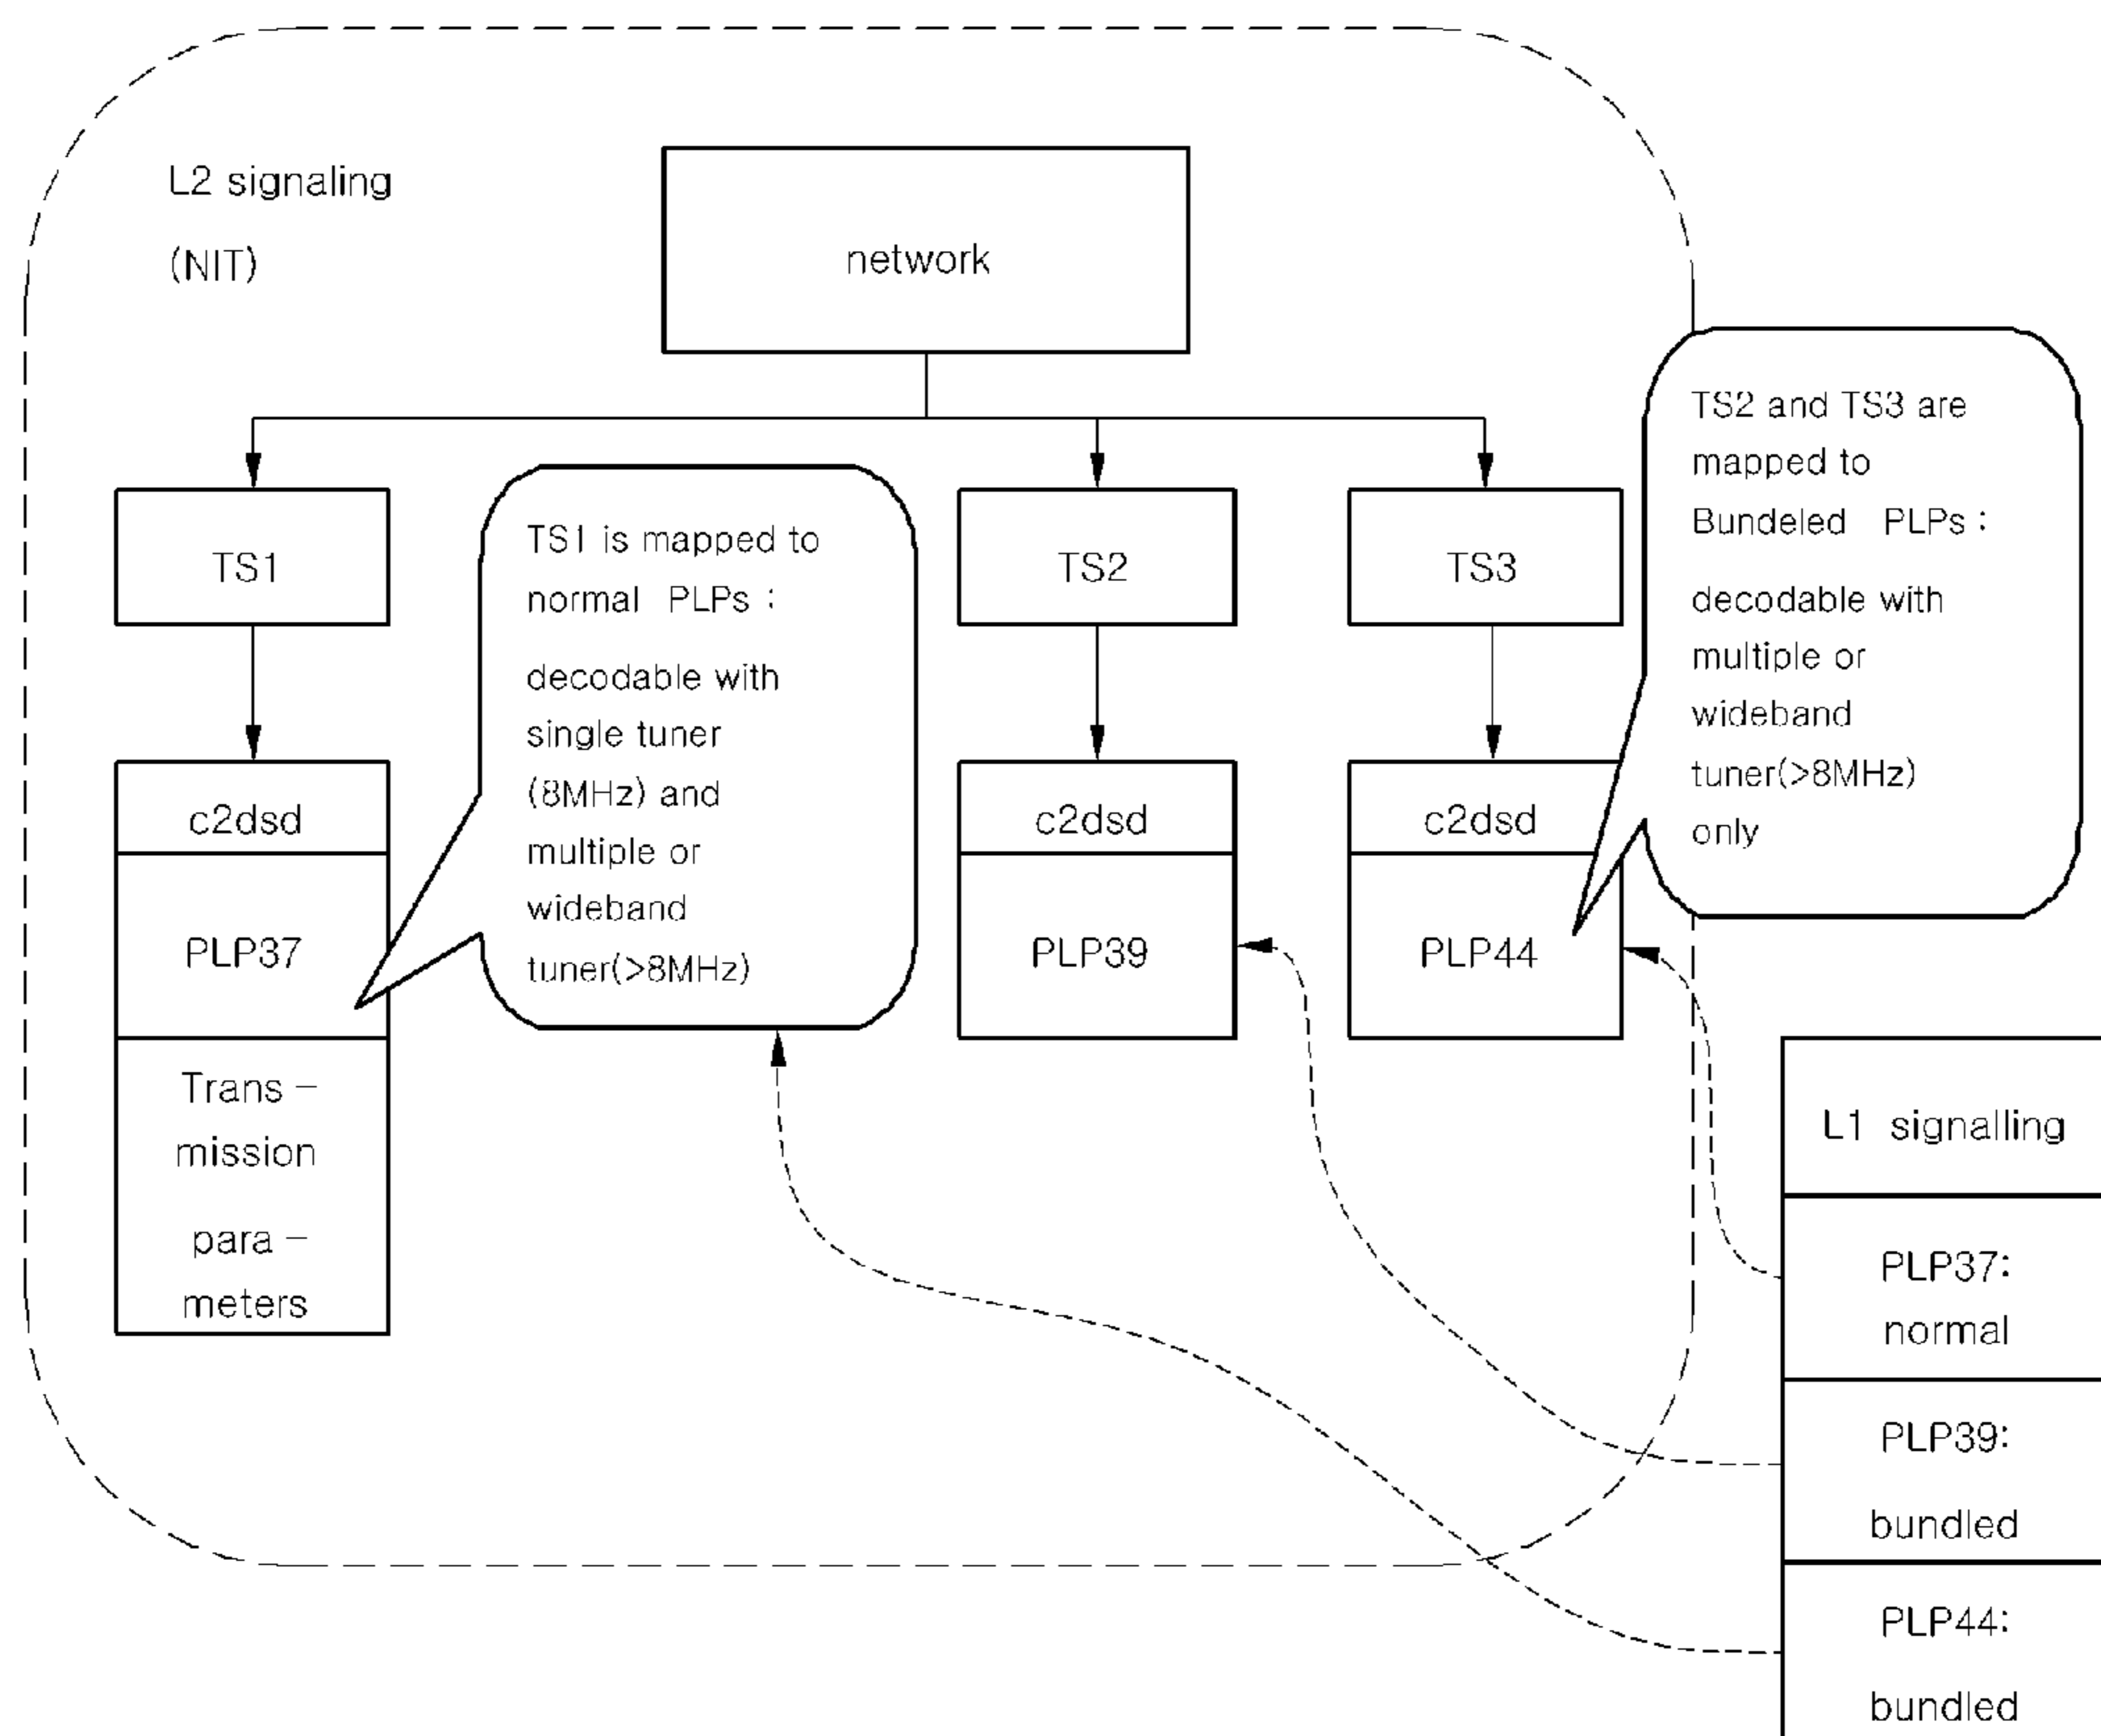 L2 signaling
(NIT)
network
TS1
TS1 is mapped to
normal PLPs :
decodable with
single tuner
(8MHz) and
multiple or
wideband
tuner(>8MHz)
TS2
TS3
TS2 and TS3 are
mapped to
Bundeled PLPs :
decodable with
multiple or
wideband
tuner(>8MHz)
only
c2dsd
PLP37
Trans –
mission
para –
meters
c2dsd
PLP39
c2dsd
PLP44
L1 signalling
PLP37:
normal
PLP39:
bundled
PLP44:
bundled